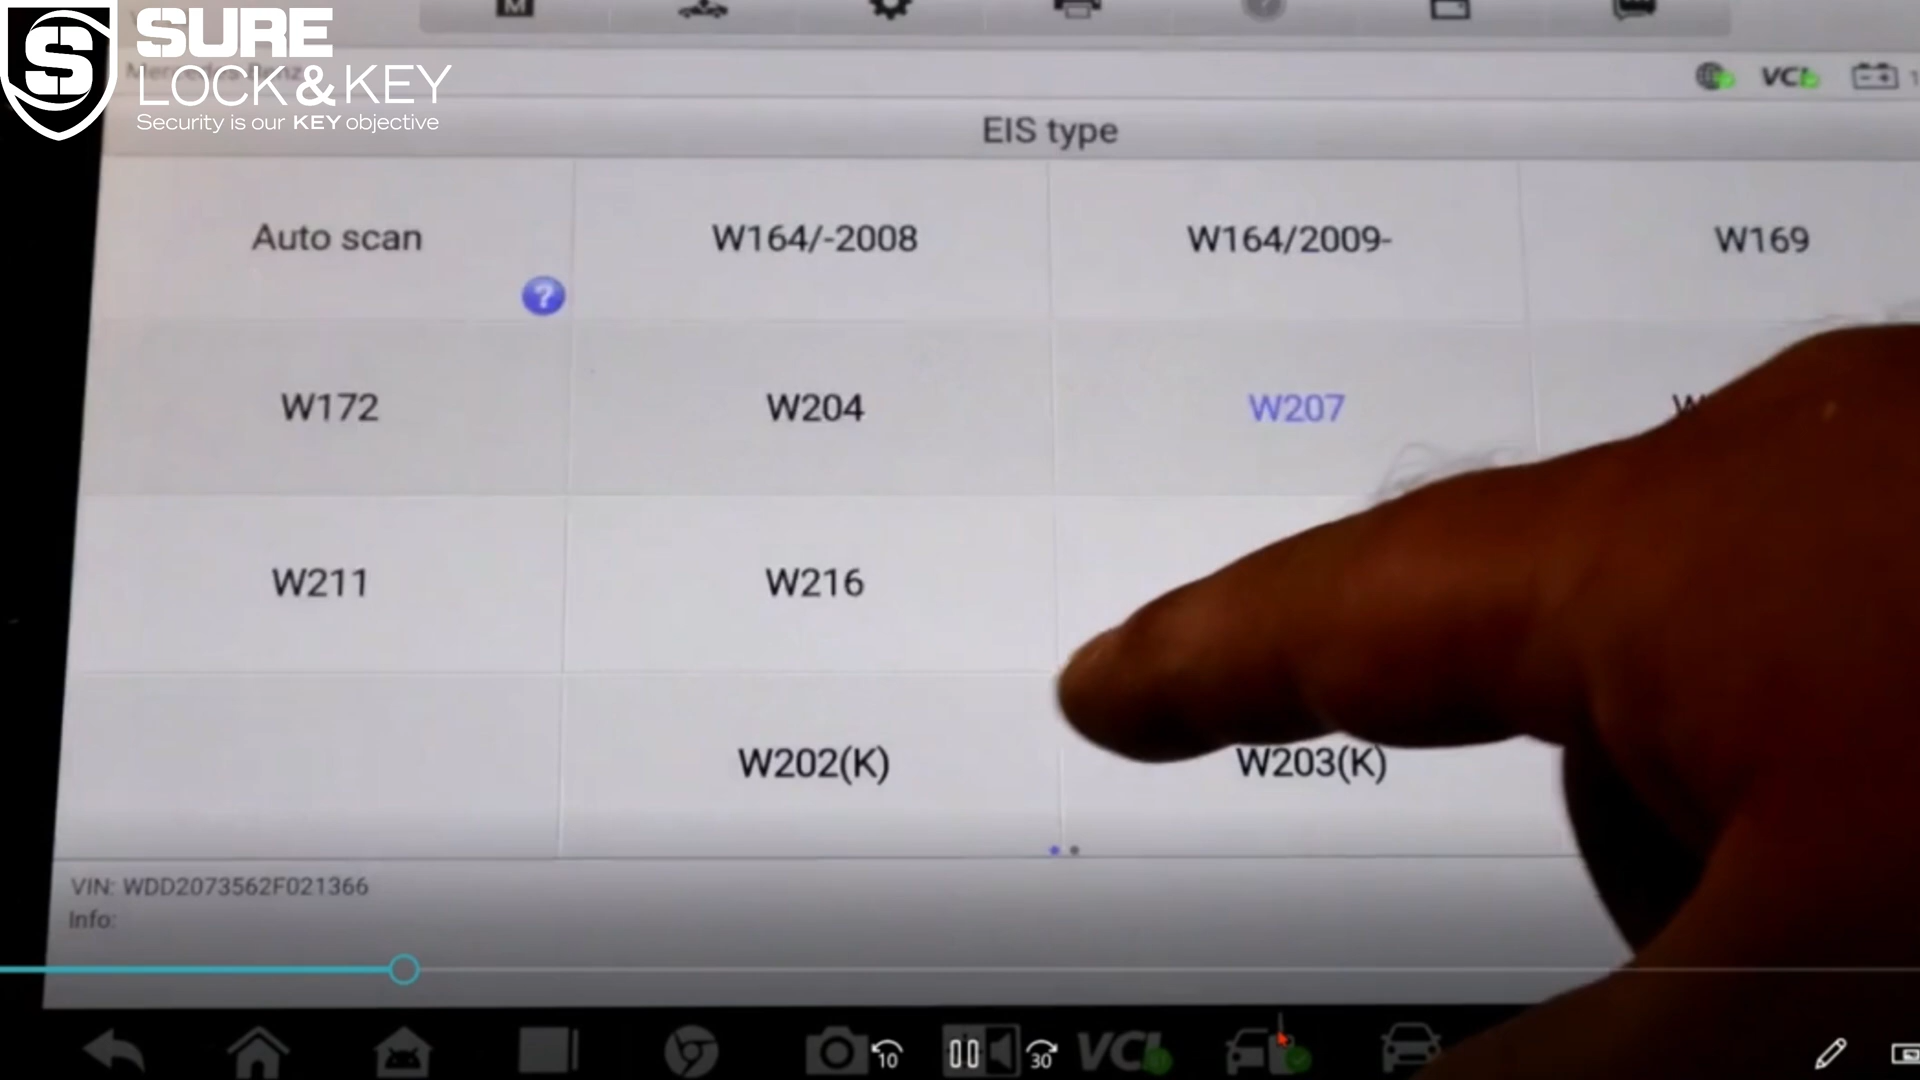 SURE
LOCK&KEY
Security is our KEY objective
M
VCI
EIS type
Auto scan
?
W164/-2008
W164/2009-
W169
W172
W204
W207
W211
W216
W202(K)
W203(K)
VIN: WDD2073562F021366
Info:
10
30
VCI